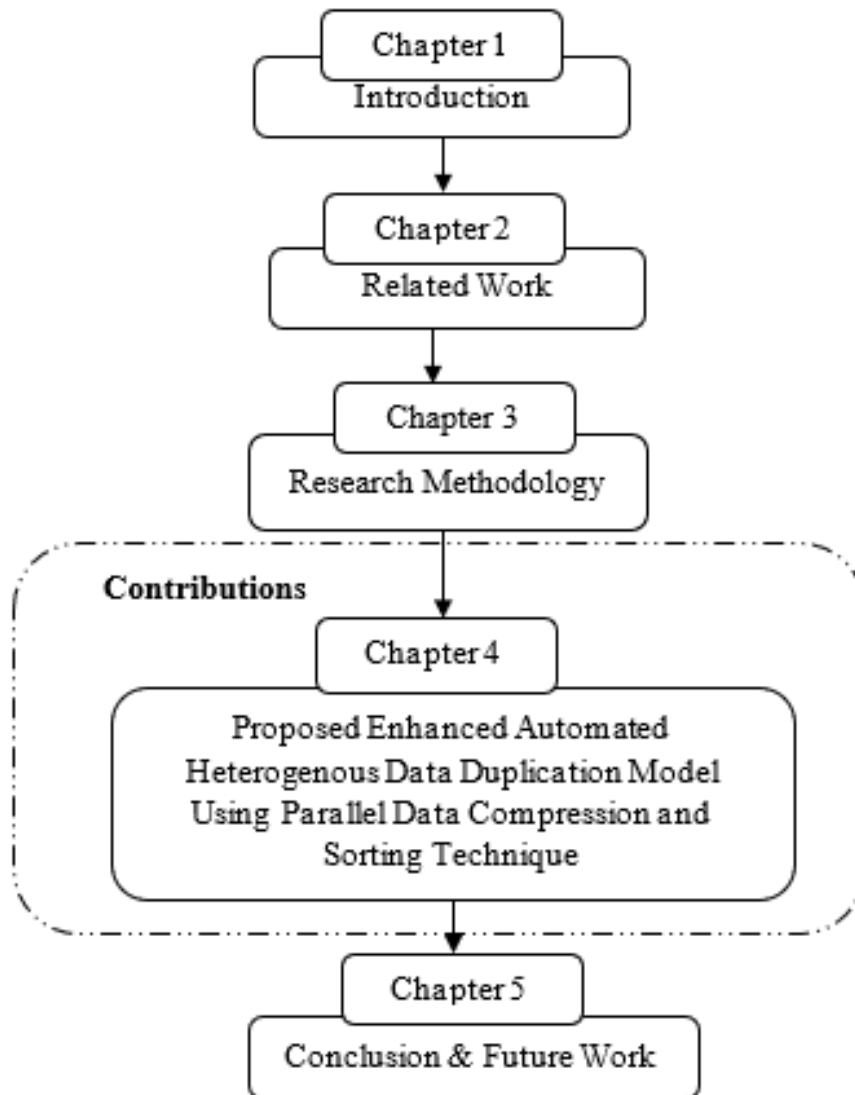 Chapter 1
Introduction
Chapter 2
Related Work
Chapter 3
Research Methodology
Contributions
Chapter 4
Proposed Enhanced Automated
Heterogenous Data Duplication Model
Using Parallel Data Compression and
Sorting Technique
Chapter 5
Conclusion & Future Work